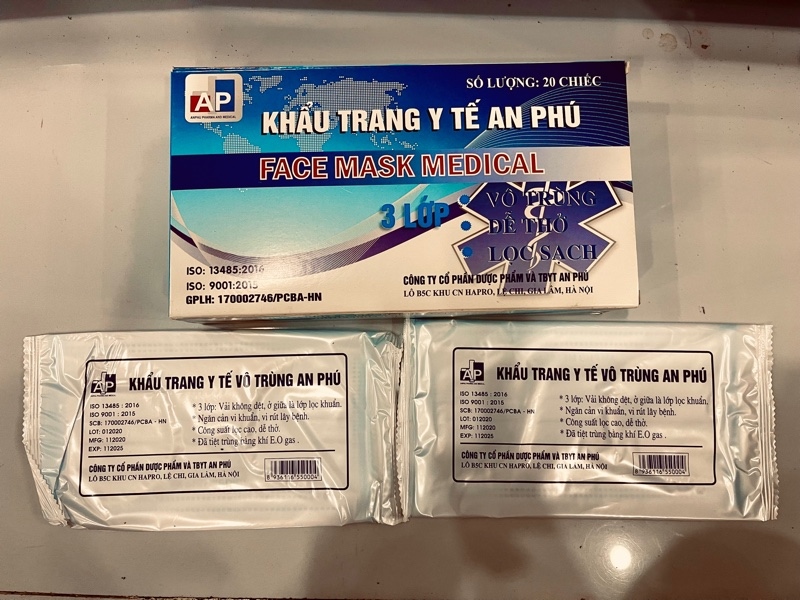 AP
ANPHU PHARMA AND MEDICAL
SỐ LƯỢNG: 20 CHIẾC
KHẨU TRANG Y TẾ AN PHÚ
FACE MASK MEDICAL
3 LỚP
• VÔ TRÙNG
• DỄ THỞ
• LỌC SẠCH
ISO: 13485:2016
ISO: 9001:2015
GPLH: 170002746/PCBA-HN
CÔNG TY CỔ PHẦN DƯỢC PHẨM VÀ TBYT AN PHÚ
LÔ B5C KHU CN HAPRO, LỆ CHI, GIA LÂM, HÀ NỘI
AP
KHẨU TRANG Y TẾ VÔ TRÙNG AN PHÚ
ISO 13485 : 2016
ISO 9001 : 2015
SCB: 170002746/PCBA - HN
LOT: 012020
MFG: 112020
EXP: 112025
* 3 lớp: Vải không dệt, ở giữa là lớp lọc khuẩn.
* Ngăn cản vi khuẩn, vi rút lây bệnh.
* Công suất lọc cao, dễ thở.
* Đã tiệt trùng bằng khí E.O gas .
CÔNG TY CỔ PHẦN DƯỢC PHẨM VÀ TBYT AN PHÚ
LÔ B5C KHU CN HAPRO, LỆ CHI, GIA LÂM, HÀ NỘI
8 936116 550004
AP
KHẨU TRANG Y TẾ VÔ TRÙNG AN PHÚ
ISO 13485 : 2016
ISO 9001 : 2015
SCB: 170002746/PCBA - HN
LOT: 012020
MFG: 112020
EXP: 112025
* 3 lớp: Vải không dệt, ở giữa là lớp lọc khuẩn.
* Ngăn cản vi khuẩn, vi rút lây bệnh.
* Công suất lọc cao, dễ thở.
* Đã tiệt trùng bằng khí E.O gas .
CÔNG TY CỔ PHẦN DƯỢC PHẨM VÀ TBYT AN PHÚ
LÔ B5C KHU CN HAPRO, LỆ CHI, GIA LÂM, HÀ NỘI
8 936116 550004